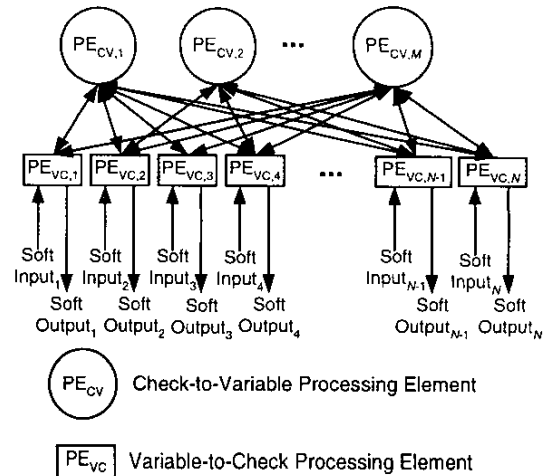 PE_CV,1 PE_CV,2 ... PE_CV,M
PE_VC,1 PE_VC,2 PE_VC,3 PE_VC,4 ... PE_VC,N-1 PE_VC,N
Soft Input_1 Soft Input_2 Soft Input_3 Soft Input_4 Soft Input_N-1 Soft Input_N
Soft Output_1 Soft Output_2 Soft Output_3 Soft Output_4 Soft Output_N-1 Soft Output_N
PE_CV Check-to-Variable Processing Element
PE_VC Variable-to-Check Processing Element